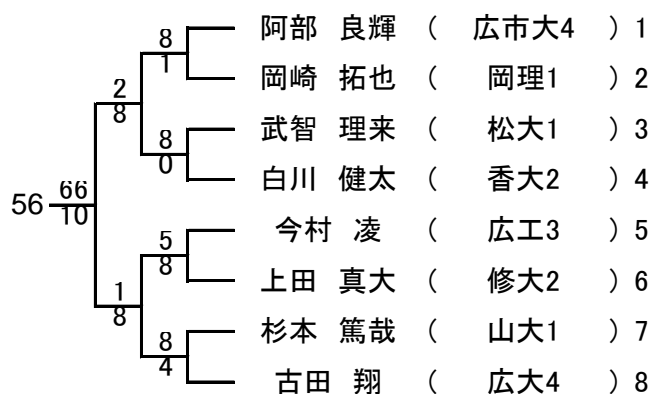 阿部 良輝 ( 広市大4 ) 1
8
1
岡崎 拓也 ( 岡理1 ) 2
2
8
武智 理来 ( 松大1 ) 3
8
0
白川 健太 ( 香大2 ) 4
56 66
10
今村 凌 ( 広工3 ) 5
5
8
上田 真大 ( 修大2 ) 6
1
8
杉本 篤哉 ( 山大1 ) 7
8
4
古田 翔 ( 広大4 ) 8